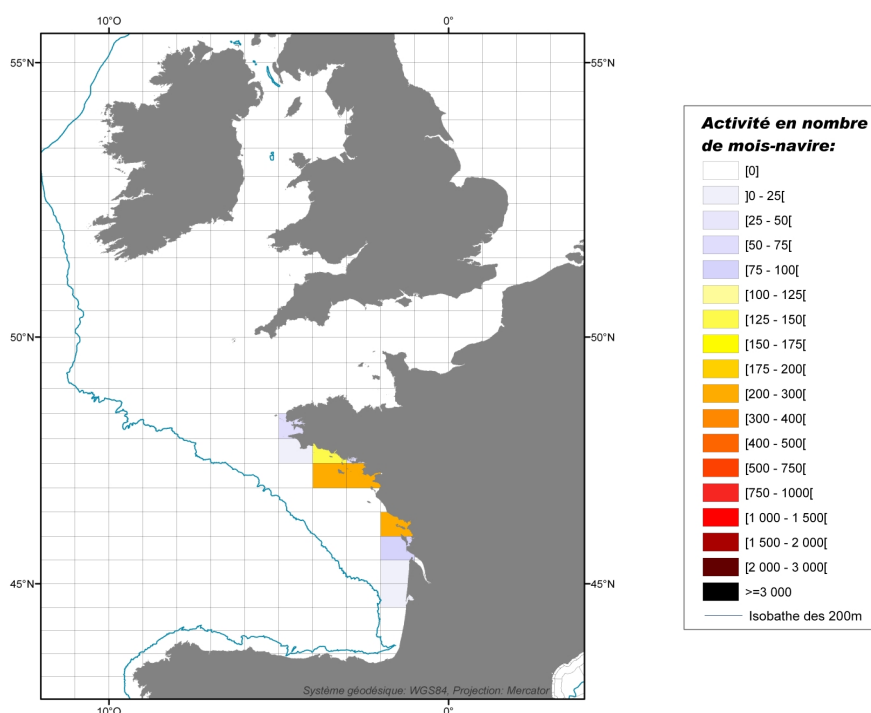 10°O 0°
55°N 55°N
50°N 50°N
45°N 45°N
Système géodésique: WGS84, Projection: Mercator
10°O 0°
Activité en nombre
de mois-navire:
[0]
]0 - 25[
[25 - 50[
[50 - 75[
[75 - 100[
[100 - 125[
[125 - 150[
[150 - 175[
[175 - 200[
[200 - 300[
[300 - 400[
[400 - 500[
[500 - 750[
[750 - 1000[
[1 000 - 1 500[
[1 500 - 2 000[
[2 000 - 3 000[
>=3 000
Isobathe des 200m